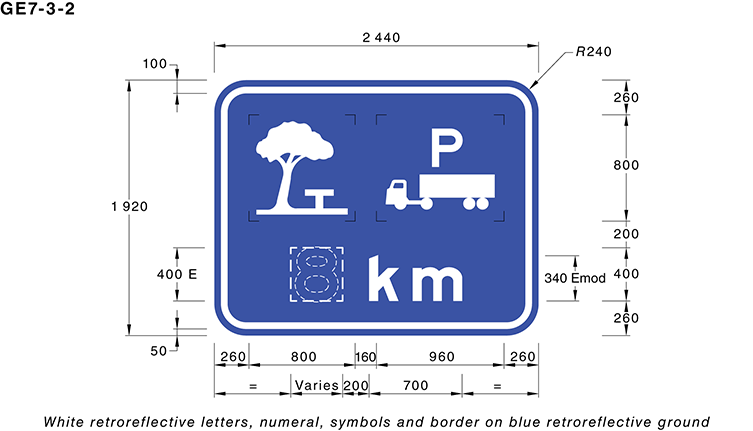 GE7-3-2
2 440
R240
100
260
P
800
1 920
200
400 E
8 km
340 Emod
400
260
50
260 800 160 960 260
= Varies 200 700 =
White retroreflective letters, numeral, symbols and border on blue retroreflective ground